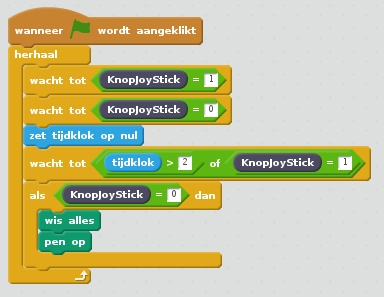 wanneer wordt aangeklikt
herhaal
wacht tot KnopJoyStick = 1
wacht tot KnopJoyStick = 0
zet tijdklok op nul
wacht tot tijdklok > 2 of KnopJoyStick = 1
als KnopJoyStick = 0 dan
wis alles
pen op